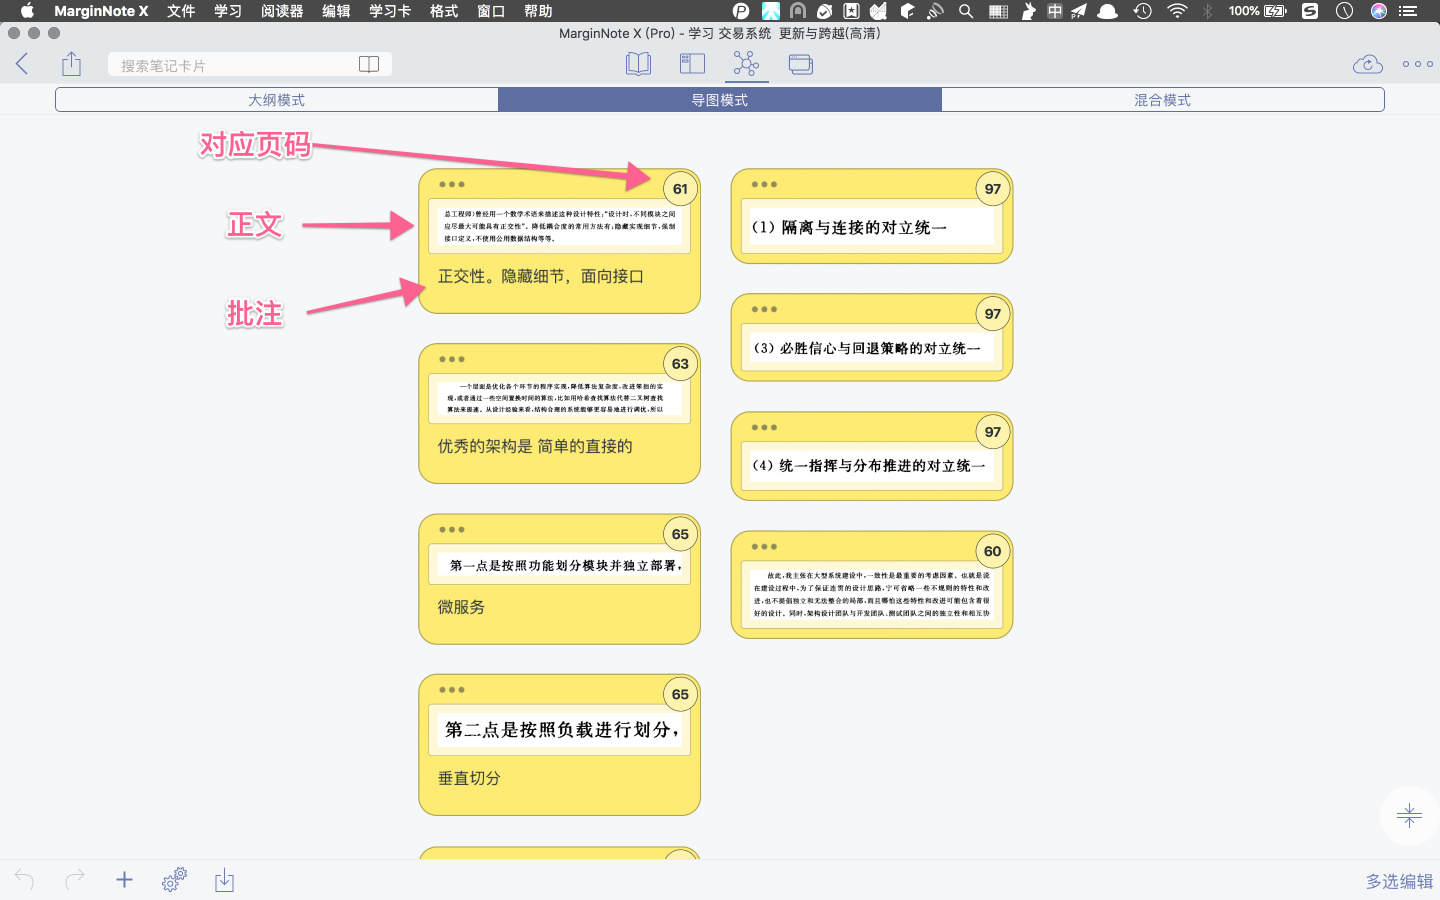 MarginNote X 文件 学习 阅读器 编辑 学习卡 格式 窗口 帮助
中 100%
MarginNote X (Pro) - 学习 交易系统 更新与跨越(高清)
搜索笔记卡片
大纲模式 导图模式 混合模式
对应页码
正文
批注
61
总工程师)曾经用一个数学术语来描述这种设计特性:“设计时,不同模块之间
应尽最大可能具有正交性”。降低耦合度的常用方法有:隐藏实现细节,强制
接口定义,不使用公用数据结构等等。
正交性。隐藏细节，面向接口
63
一个层面是优化各个环节的程序实现,降低算法复杂度,改进笨拙的实
现,或者通过一些空间置换时间的算法,比如用哈希查找算法代替二叉树查找
算法来提速。从设计经验来看,结构合理的系统能够更容易地进行调优,所以
优秀的架构是 简单的直接的
65
第一点是按照功能划分模块并独立部署,
微服务
65
第二点是按照负载进行划分,
垂直切分
97
(1) 隔离与连接的对立统一
97
(3) 必胜信心与回退策略的对立统一
97
(4) 统一指挥与分布推进的对立统一
60
故此,我主张在大型系统建设中,一致性是最重要的考虑因素。也就是说
在建设过程中,为了保证连贯的设计思路,宁可省略一些不规则的特性和改
进,也不提倡独立和无法整合的局部,而且哪怕这些特性和改进可能包含着很
好的设计。同时,架构设计团队与开发团队、测试团队之间的独立性和相互协
多选编辑